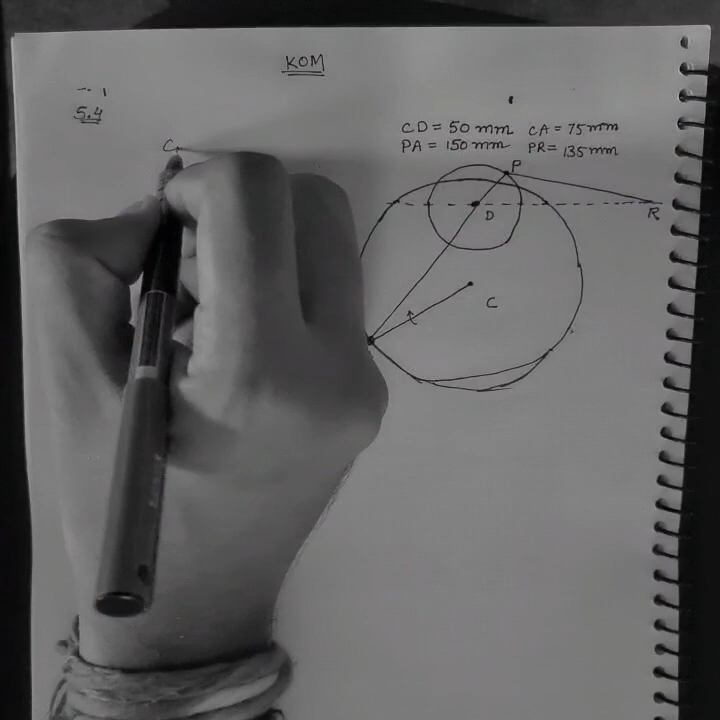 KOM
5.4
CD = 50 mm CA = 75 mm
PA = 150 mm PR = 135 mm
C
P
D
R
C